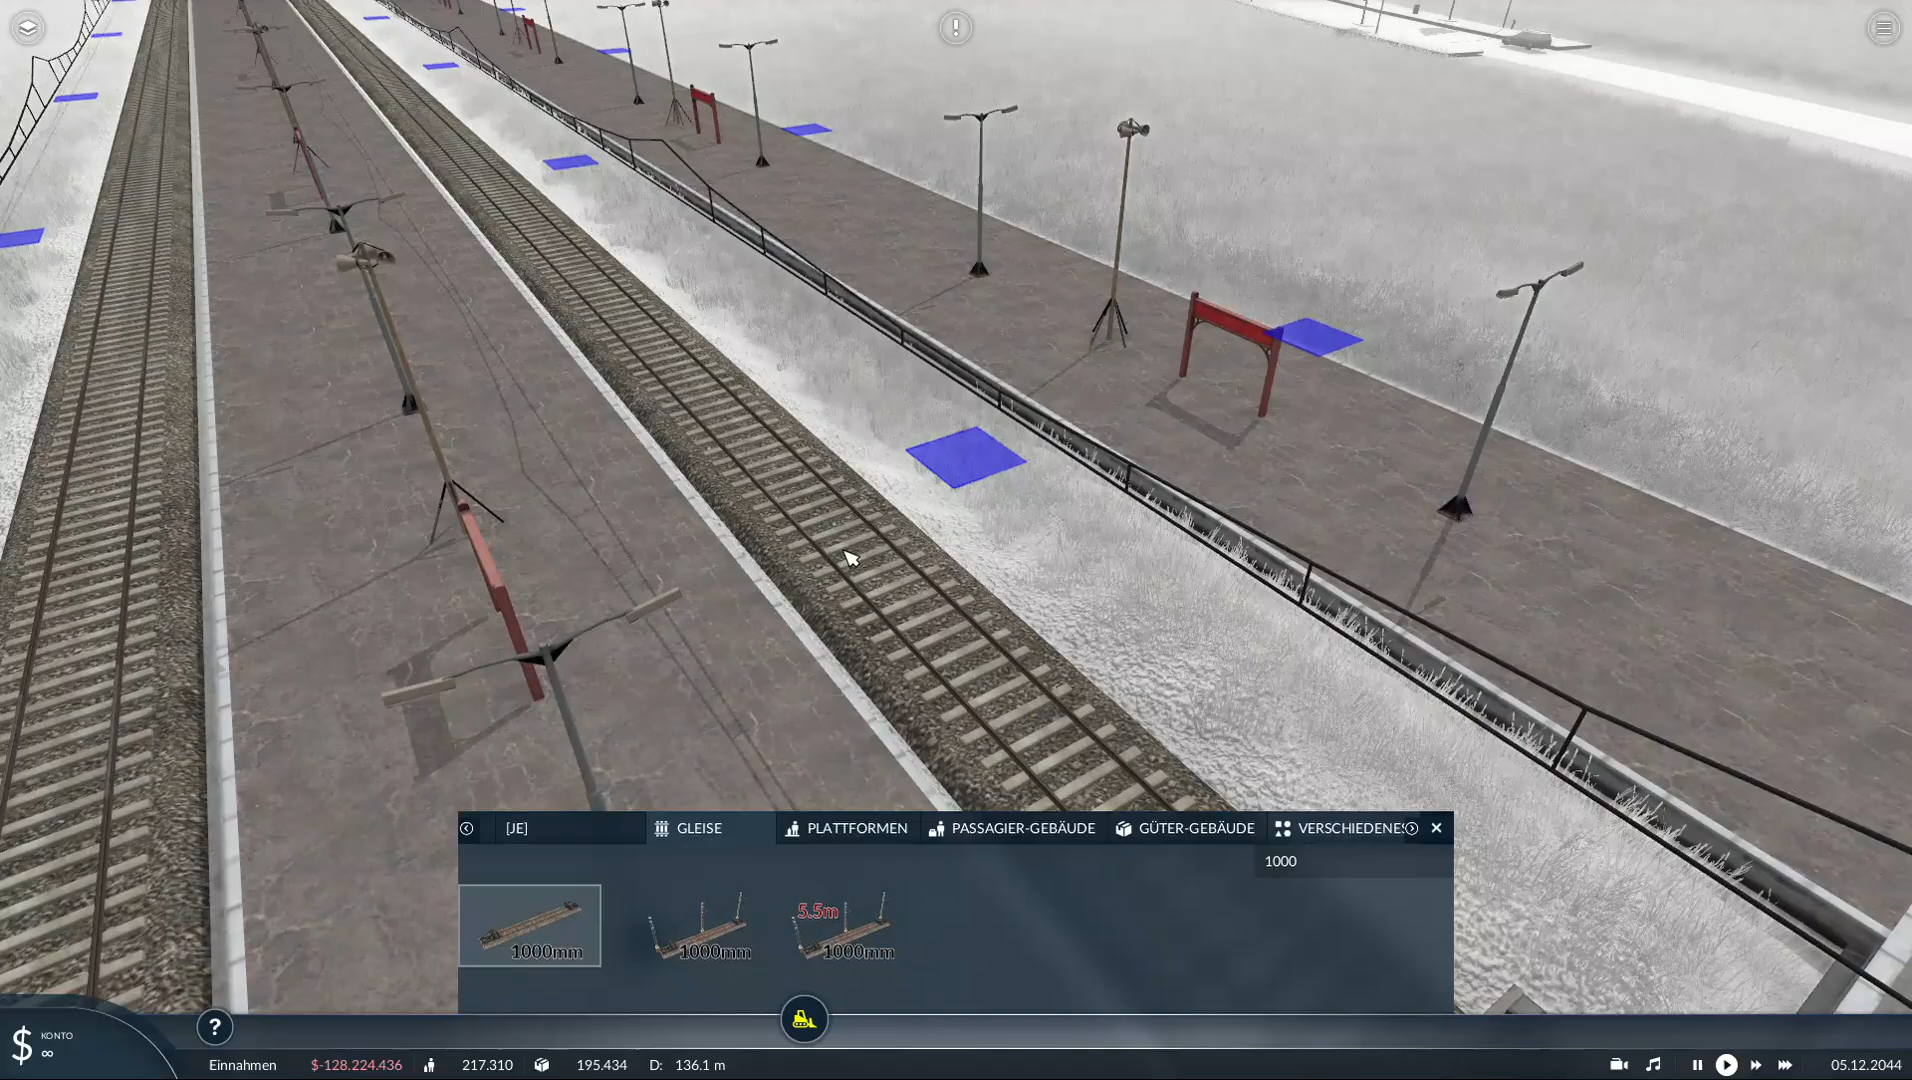 [JE]
GLEISE
PLATTFORMEN
PASSAGIER-GEBÄUDE
GÜTER-GEBÄUDE
VERSCHIEDENES
1000
1000mm
1000mm
5.5m
1000mm
$ KONTO
∞
?
Einnahmen $-128.224.436 217.310 195.434 D: 136.1 m 05.12.2044